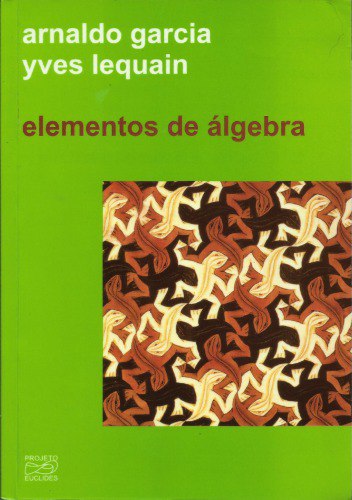 arnaldo garcia
yves lequain
elementos de álgebra
PROJETO
EUCLIDES